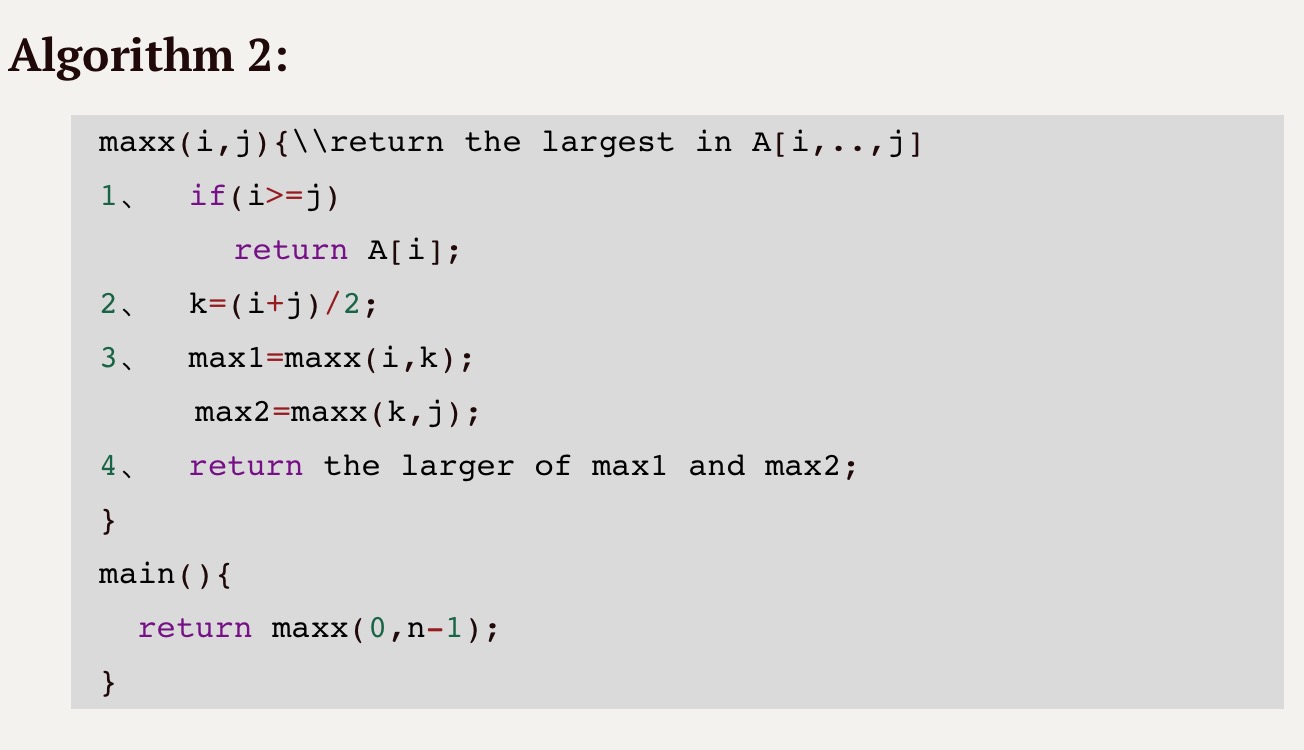 Algorithm 2:
maxx(i,j){\\return the largest in A[i,..,j]
1、 if(i>=j)
return A[i];
2、 k=(i+j)/2;
3、 max1=maxx(i,k);
max2=maxx(k,j);
4、 return the larger of max1 and max2;
}
main(){
return maxx(0,n-1);
}